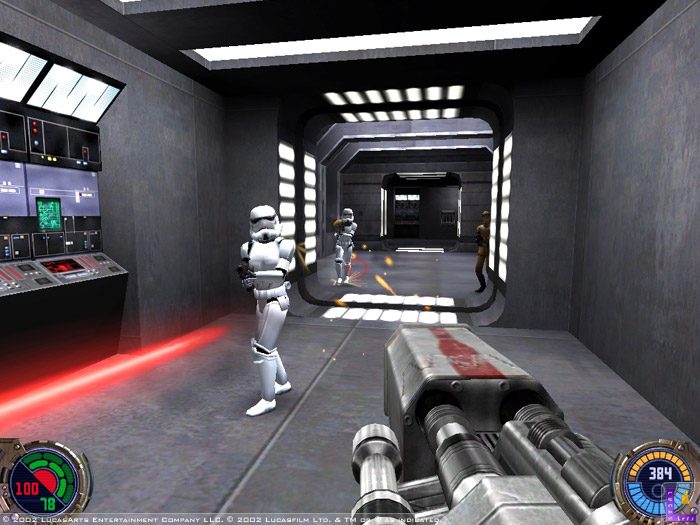 384
100
78
© 2002 LucasArts Entertainment Company LLC. © 2002 Lucasfilm Ltd. & TM or ® as indicated.